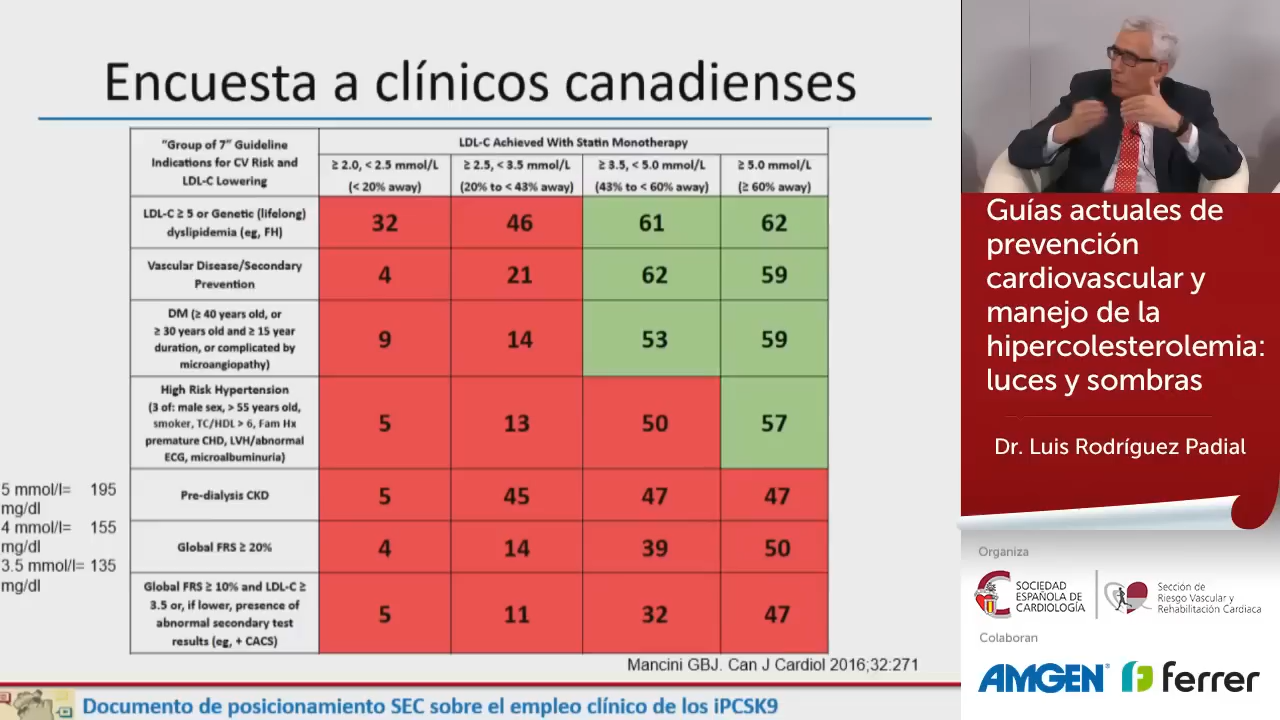 Encuesta a clínicos canadienses
"Group of 7" Guideline
Indications for CV Risk and
LDL-C Lowering
LDL-C Achieved With Statin Monotherapy
≥ 2.0, < 2.5 mmol/L
(< 20% away)
≥ 2.5, < 3.5 mmol/L
(20% to < 43% away)
≥ 3.5, < 5.0 mmol/L
(43% to < 60% away)
≥ 5.0 mmol/L
(≥ 60% away)
LDL-C ≥ 5 or Genetic (lifelong)
dyslipidemia (eg, FH)
32 46 61 62
Vascular Disease/Secondary
Prevention
4 21 62 59
DM (≥ 40 years old, or
≥ 30 years old and ≥ 15 year
duration, or complicated by
microangiopathy)
9 14 53 59
High Risk Hypertension
(3 of: male sex, > 55 years old,
smoker, TC/HDL > 6, Fam Hx
premature CHD, LVH/abnormal
ECG, microalbuminuria)
5 13 50 57
Pre-dialysis CKD
5 45 47 47
Global FRS ≥ 20%
4 14 39 50
Global FRS ≥ 10% and LDL-C ≥
3.5 or, if lower, presence of
abnormal secondary test
results (eg, + CACS)
5 11 32 47
5 mmol/l= 195
mg/dl
4 mmol/l= 155
mg/dl
3.5 mmol/l= 135
mg/dl
Mancini GBJ. Can J Cardiol 2016;32:271
Documento de posicionamiento SEC sobre el empleo clínico de los iPCSK9
Guías actuales de
prevención
cardiovascular y
manejo de la
hipercolesterolemia:
luces y sombras
Dr. Luis Rodríguez Padial
Organiza
SOCIEDAD
ESPAÑOLA DE
CARDIOLOGÍA
Sección de
Riesgo Vascular y
Rehabilitación Cardiaca
Colaboran
AMGEN®
ferrer